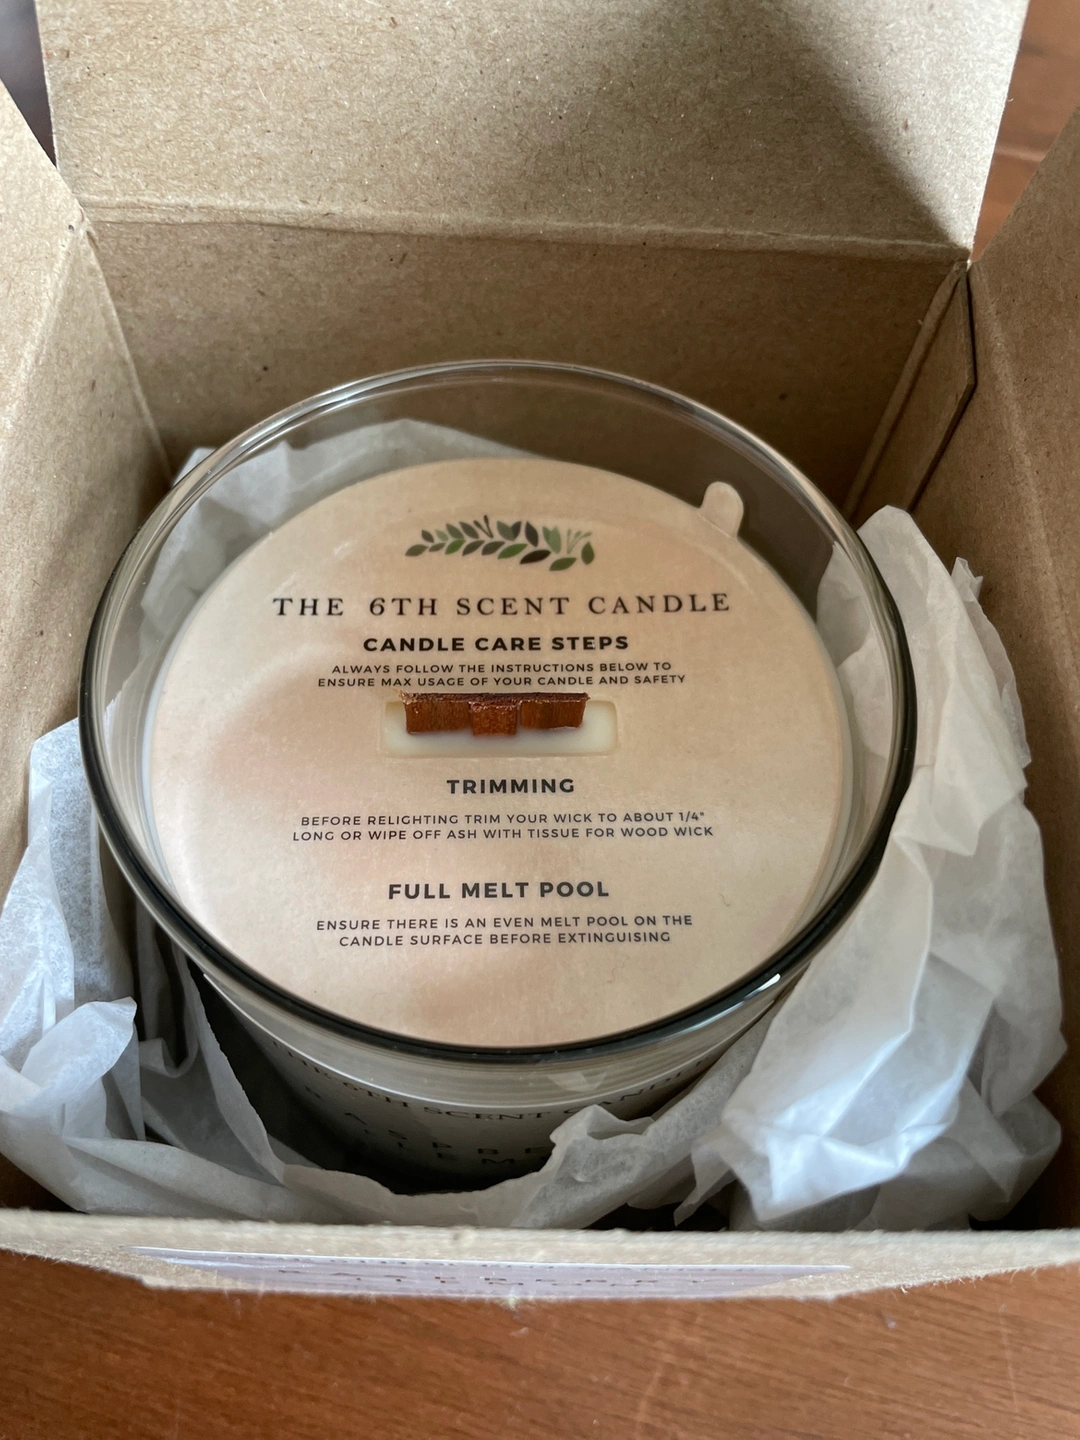 THE 6TH SCENT CANDLE
CANDLE CARE STEPS
ALWAYS FOLLOW THE INSTRUCTIONS BELOW TO
ENSURE MAX USAGE OF YOUR CANDLE AND SAFETY
TRIMMING
BEFORE RELIGHTING TRIM YOUR WICK TO ABOUT 1/4"
LONG OR WIPE OFF ASH WITH TISSUE FOR WOOD WICK
FULL MELT POOL
ENSURE THERE IS AN EVEN MELT POOL ON THE
CANDLE SURFACE BEFORE EXTINGUISING
6TH SCENT